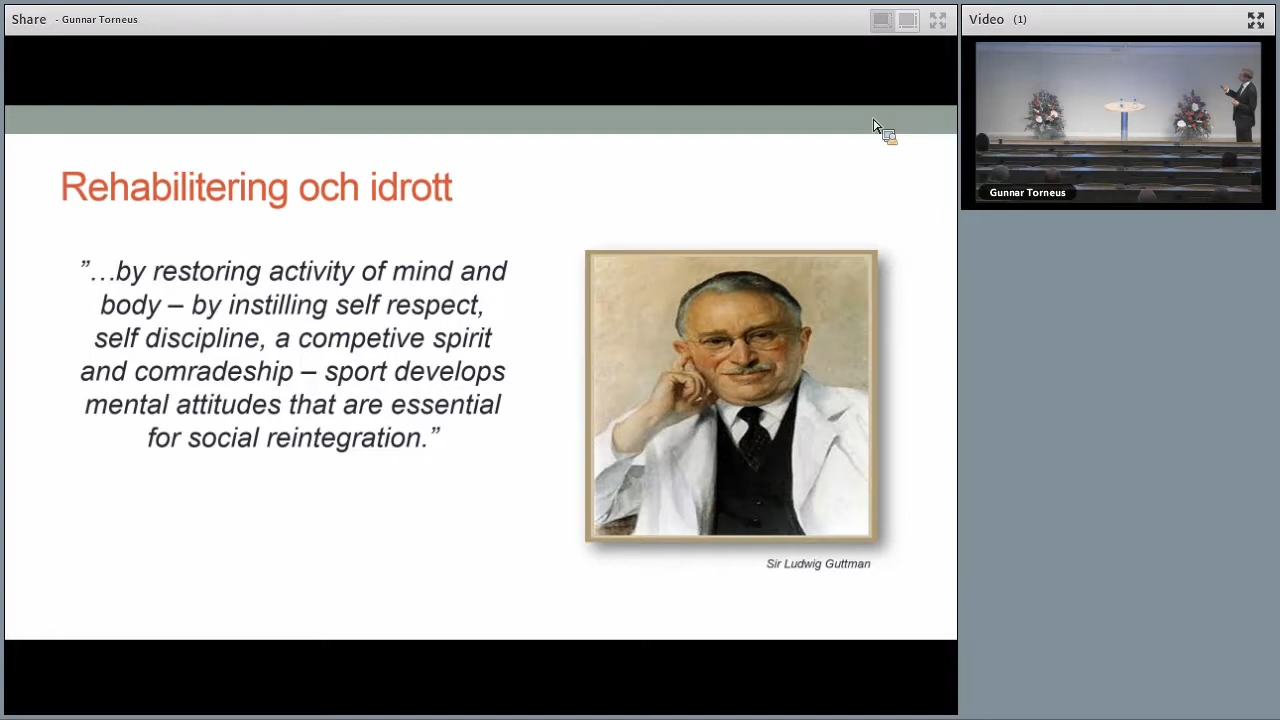 Share - Gunnar Torneus
Video (1)
Gunnar Torneus
Rehabilitering och idrott
”…by restoring activity of mind and
body – by instilling self respect,
self discipline, a competive spirit
and comradeship – sport develops
mental attitudes that are essential
for social reintegration.”
Sir Ludwig Guttman